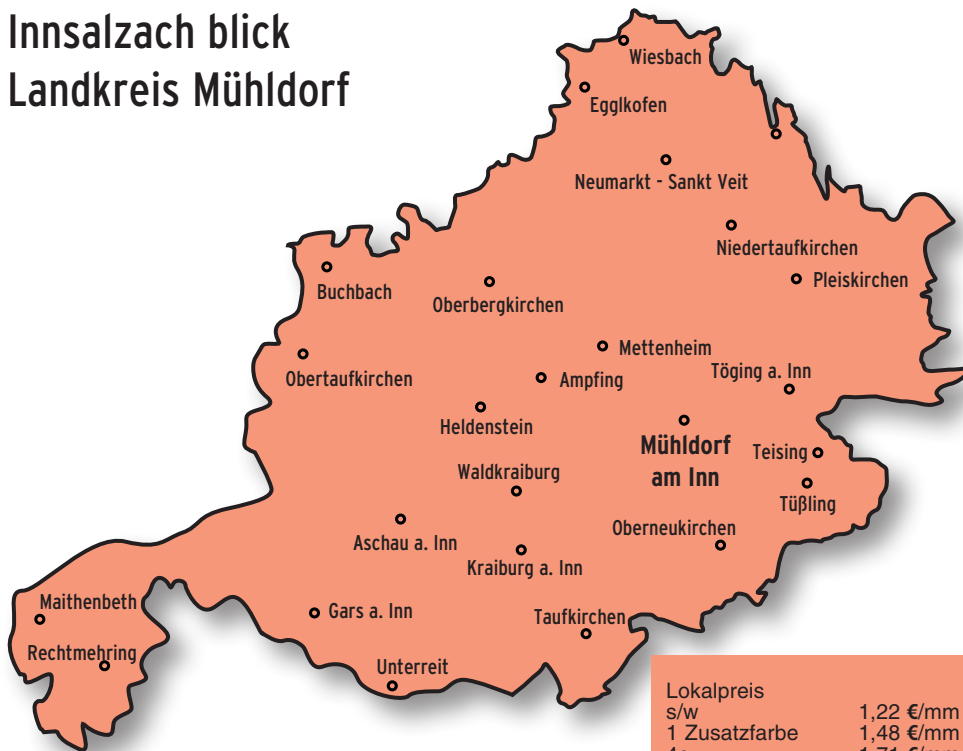 Innsalzach blick
Landkreis Mühldorf
Wiesbach
Egglkofen
Neumarkt - Sankt Veit
Niedertaufkirchen
Pleiskirchen
Buchbach
Oberbergkirchen
Mettenheim
Obertaufkirchen
Ampfing
Töging a. Inn
Heldenstein
Mühldorf
am Inn
Teising
Waldkraiburg
Tüßling
Oberneukirchen
Aschau a. Inn
Kraiburg a. Inn
Maithenbeth
Gars a. Inn
Taufkirchen
Rechtmehring
Unterreit
Lokalpreis
s/w 1,22 €/mm
1 Zusatzfarbe 1,48 €/mm